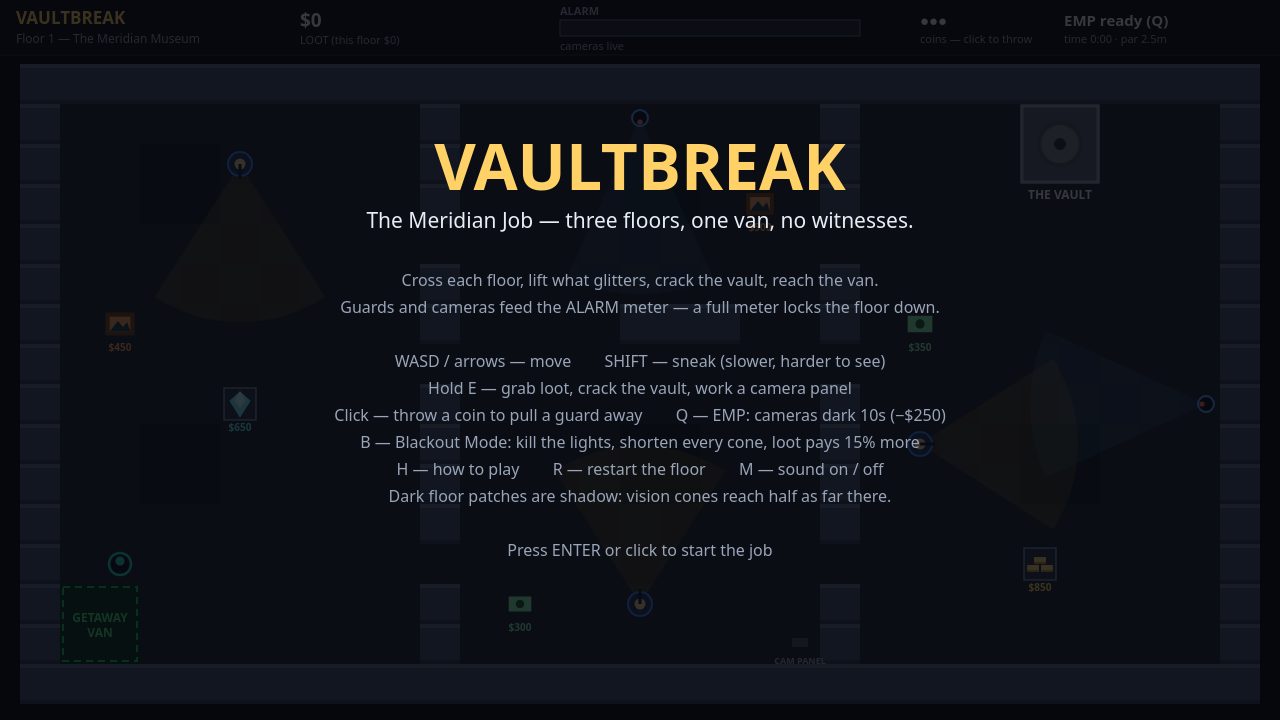 VAULTBREAK
Floor 1 — The Meridian Museum
$0
LOOT (this floor $0)
ALARM
cameras live
coins — click to throw
EMP ready (Q)
time 0:00 · par 2.5m
THE VAULT
VAULTBREAK
The Meridian Job — three floors, one van, no witnesses.
Cross each floor, lift what glitters, crack the vault, reach the van.
Guards and cameras feed the ALARM meter — a full meter locks the floor down.
$450
$350
WASD / arrows — move SHIFT — sneak (slower, harder to see)
Hold E — grab loot, crack the vault, work a camera panel
Click — throw a coin to pull a guard away Q — EMP: cameras dark 10s (−$250)
$650
B — Blackout Mode: kill the lights, shorten every cone, loot pays 15% more
H — how to play R — restart the floor M — sound on / off
Dark floor patches are shadow: vision cones reach half as far there.
Press ENTER or click to start the job
$850
GETAWAY
VAN
$300
CAM PANEL